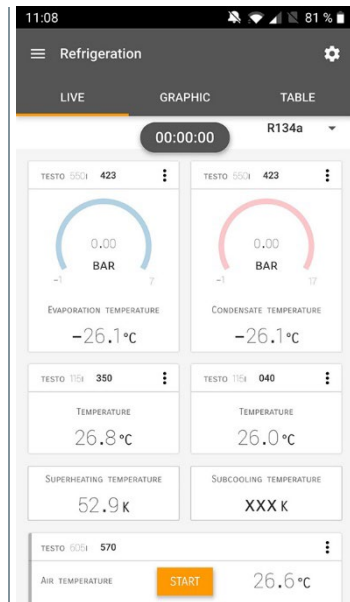 11:08 81 %
Refrigeration
LIVE GRAPHIC TABLE
00:00:00 R134a
TESTO 550i 423
0.00
BAR
-1 7
EVAPORATION TEMPERATURE
-26.1 °C
TESTO 550i 423
0.00
BAR
-1 17
CONDENSATE TEMPERATURE
-26.1 °C
TESTO 115i 350
TEMPERATURE
26.8 °C
TESTO 115i 040
TEMPERATURE
26.0 °C
SUPERHEATING TEMPERATURE
52.9 K
SUBCOOLING TEMPERATURE
XXX K
TESTO 605i 570
AIR TEMPERATURE START 26.6 °C